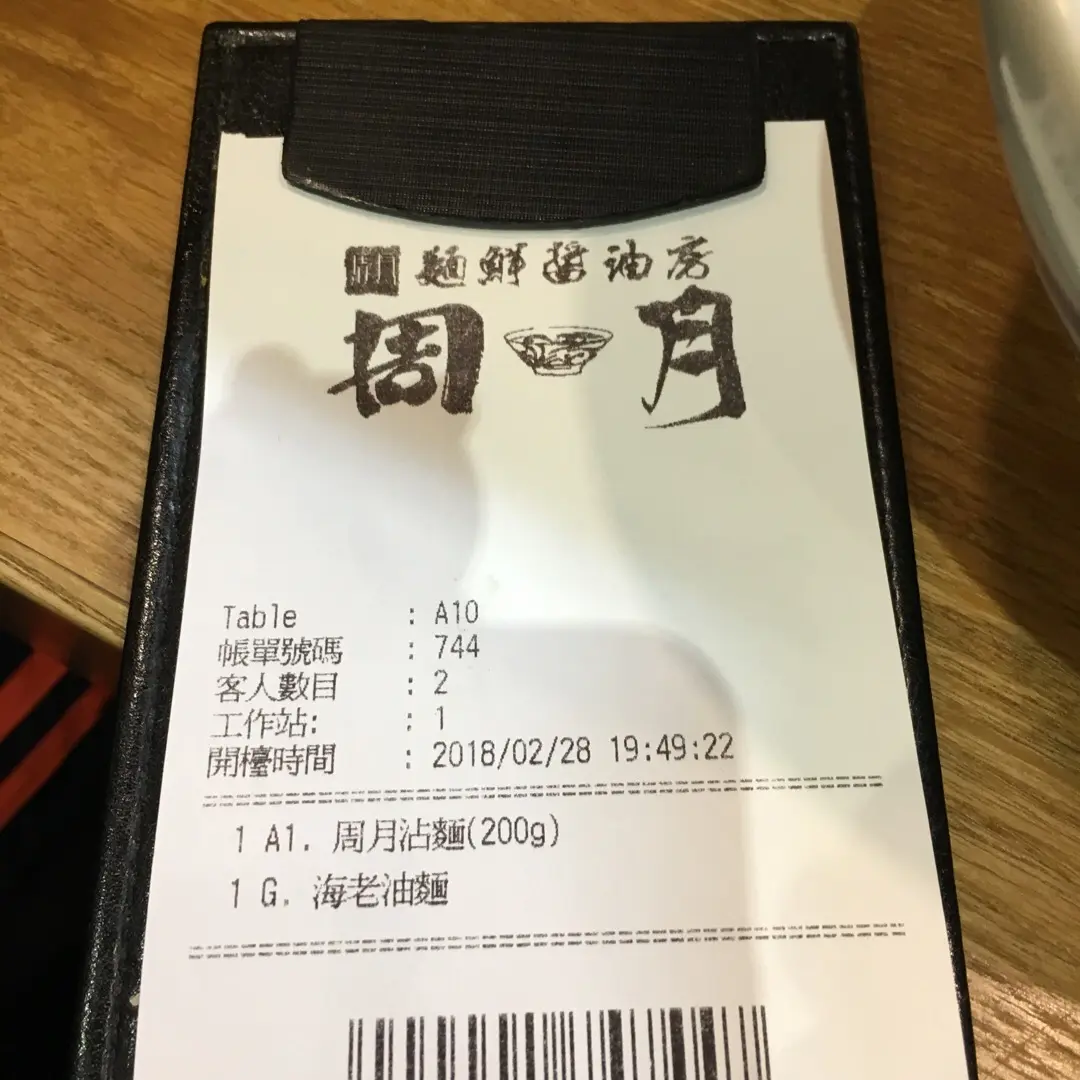 麵鮮醬油房
周月
Table : A10
帳單號碼 : 744
客人數目 : 2
工作站: : 1
開檯時間 : 2018/02/28 19:49:22
1 A1. 周月沾麵(200g)
1 G. 海老油麵